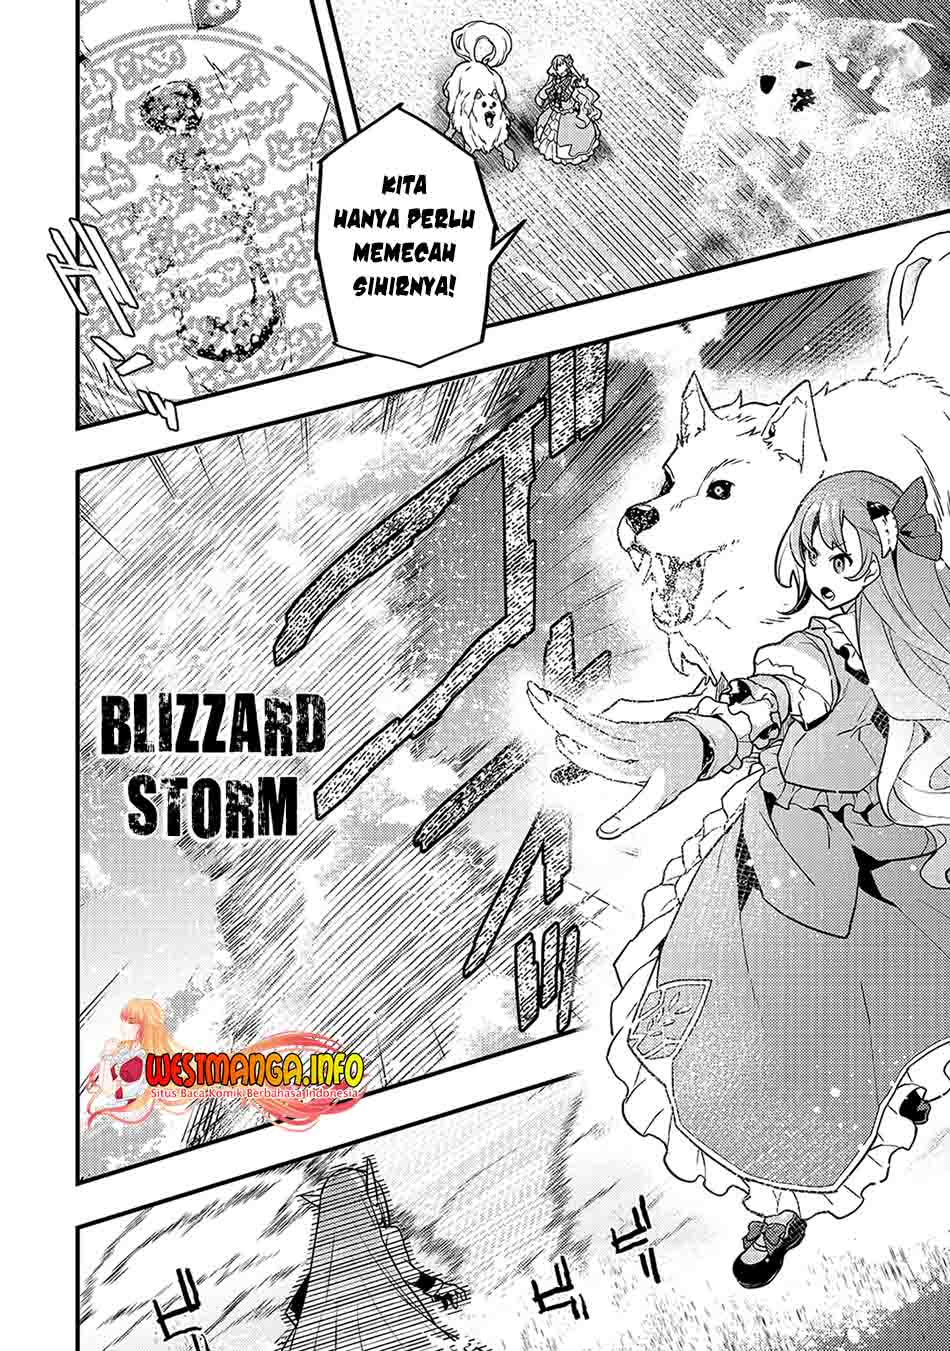 KITA
HANYA PERLU
MEMECAH
SIHIRNYA!
BLIZZARD
STORM
WESTMANGA.INFO
Situs Baca Komik Berbahasa Indonesia